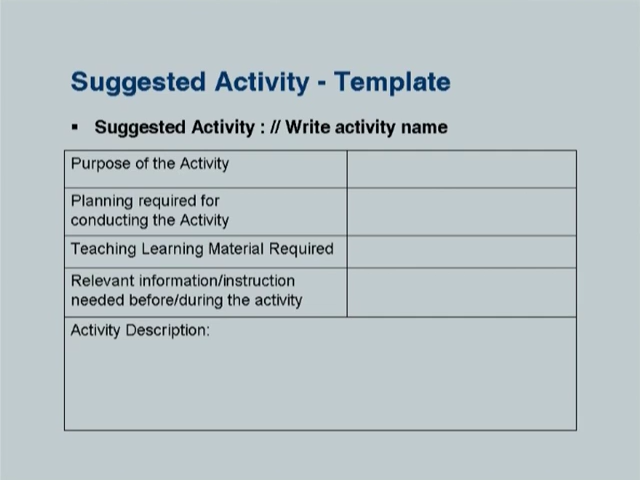 Suggested Activity - Template
▪ Suggested Activity : // Write activity name
Purpose of the Activity
Planning required for
conducting the Activity
Teaching Learning Material Required
Relevant information/instruction
needed before/during the activity
Activity Description: